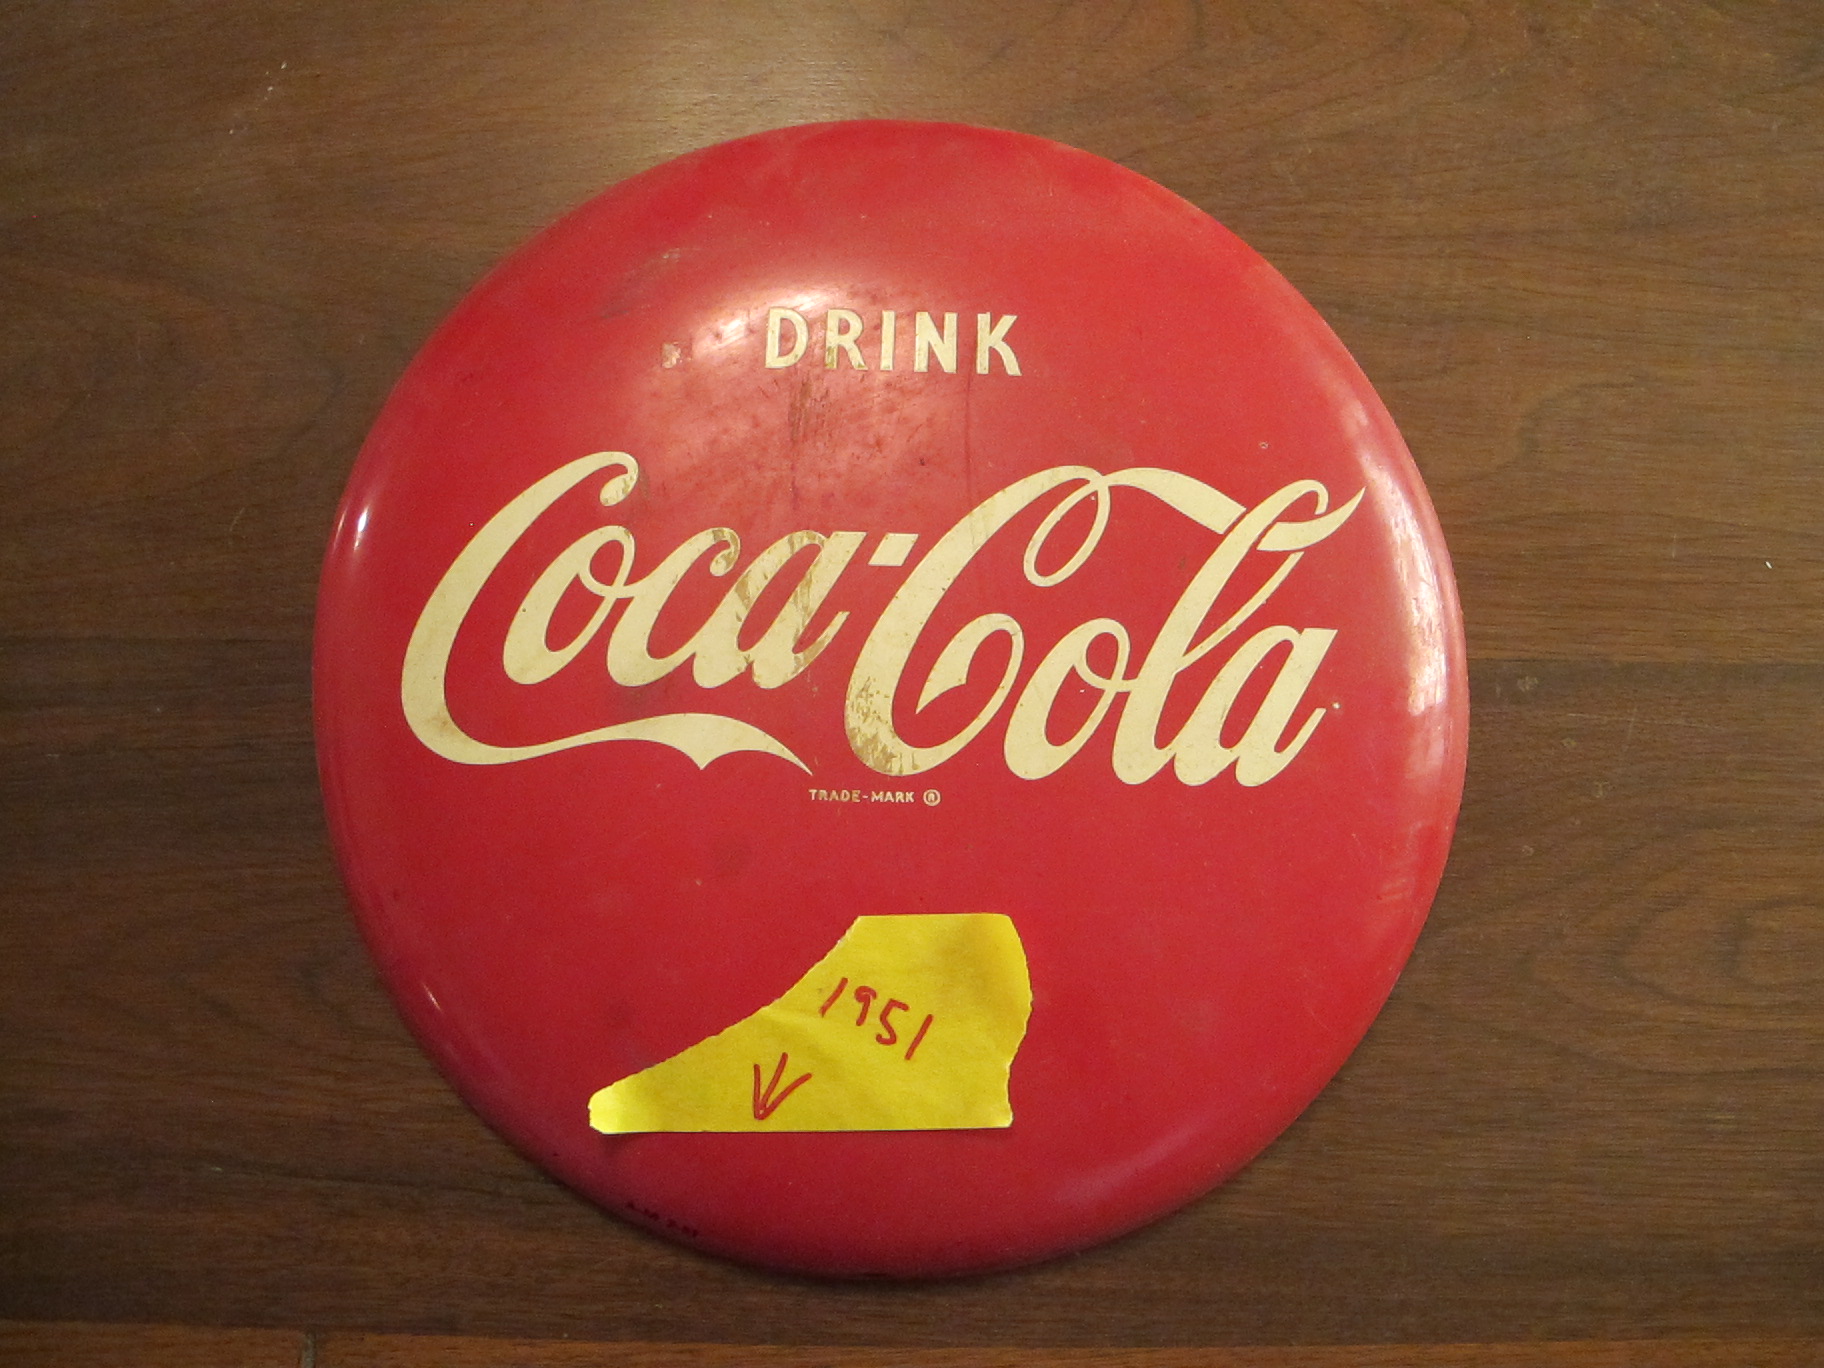 DRINK
Coca-Cola
TRADE-MARK ®
1951